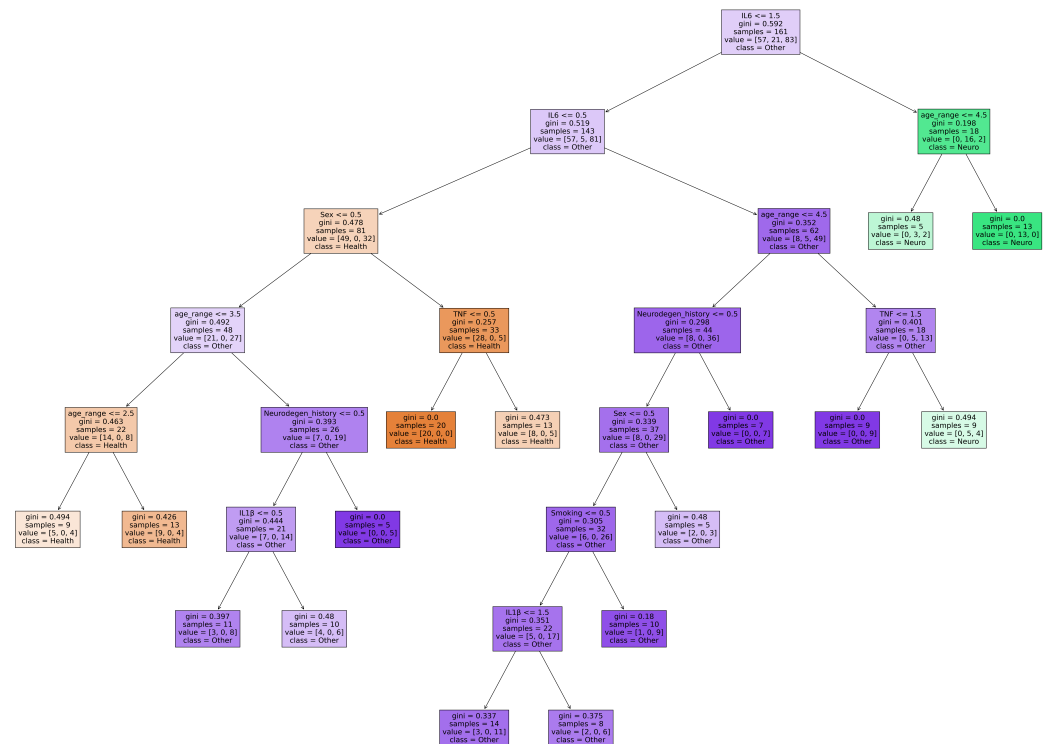 IL6 <= 1.5
gini = 0.592
samples = 161
value = [57, 21, 83]
class = Other
IL6 <= 0.5
gini = 0.519
samples = 143
value = [57, 5, 81]
class = Other
age_range <= 4.5
gini = 0.198
samples = 18
value = [0, 16, 2]
class = Neuro
Sex <= 0.5
gini = 0.478
samples = 81
value = [49, 0, 32]
class = Health
age_range <= 4.5
gini = 0.352
samples = 62
value = [8, 5, 49]
class = Other
gini = 0.48
samples = 5
value = [0, 3, 2]
class = Neuro
gini = 0.0
samples = 13
value = [0, 13, 0]
class = Neuro
age_range <= 3.5
gini = 0.492
samples = 48
value = [21, 0, 27]
class = Other
TNF <= 0.5
gini = 0.257
samples = 33
value = [28, 0, 5]
class = Health
Neurodegen_history <= 0.5
gini = 0.298
samples = 44
value = [8, 0, 36]
class = Other
TNF <= 1.5
gini = 0.401
samples = 18
value = [0, 5, 13]
class = Other
age_range <= 2.5
gini = 0.463
samples = 22
value = [14, 0, 8]
class = Health
Neurodegen_history <= 0.5
gini = 0.393
samples = 26
value = [7, 0, 19]
class = Other
gini = 0.0
samples = 20
value = [20, 0, 0]
class = Health
gini = 0.473
samples = 13
value = [8, 0, 5]
class = Health
Sex <= 0.5
gini = 0.339
samples = 37
value = [8, 0, 29]
class = Other
gini = 0.0
samples = 7
value = [0, 0, 7]
class = Other
gini = 0.0
samples = 9
value = [0, 0, 9]
class = Other
gini = 0.494
samples = 9
value = [0, 5, 4]
class = Neuro
gini = 0.494
samples = 9
value = [5, 0, 4]
class = Health
gini = 0.426
samples = 13
value = [9, 0, 4]
class = Health
IL1β <= 0.5
gini = 0.444
samples = 21
value = [7, 0, 14]
class = Other
gini = 0.0
samples = 5
value = [0, 0, 5]
class = Other
Smoking <= 0.5
gini = 0.305
samples = 32
value = [6, 0, 26]
class = Other
gini = 0.48
samples = 5
value = [2, 0, 3]
class = Other
gini = 0.397
samples = 11
value = [3, 0, 8]
class = Other
gini = 0.48
samples = 10
value = [4, 0, 6]
class = Other
IL1β <= 1.5
gini = 0.351
samples = 22
value = [5, 0, 17]
class = Other
gini = 0.18
samples = 10
value = [1, 0, 9]
class = Other
gini = 0.337
samples = 14
value = [3, 0, 11]
class = Other
gini = 0.375
samples = 8
value = [2, 0, 6]
class = Other